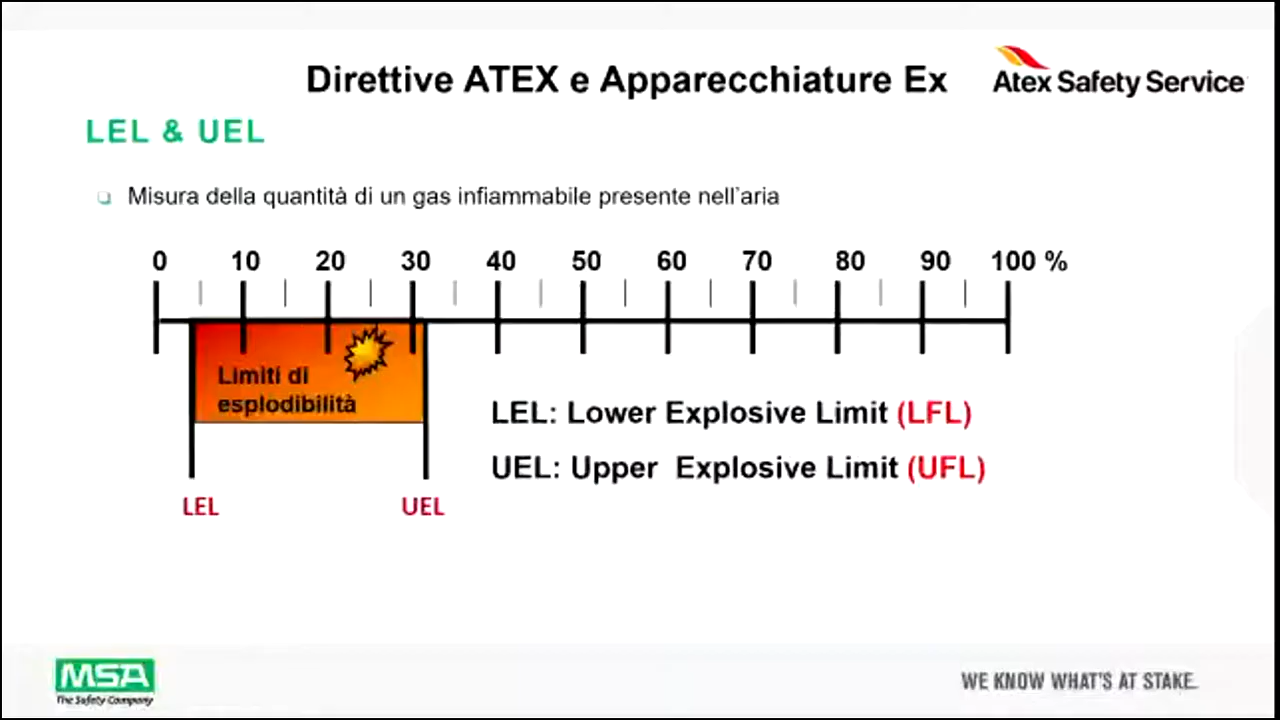 Direttive ATEX e Apparecchiature Ex
Atex Safety Service
LEL & UEL
Misura della quantità di un gas infiammabile presente nell'aria
0 10 20 30 40 50 60 70 80 90 100 %
Limiti di
esplodibilità
LEL: Lower Explosive Limit (LFL)
UEL: Upper Explosive Limit (UFL)
LEL UEL
MSA
The Safety Company
WE KNOW WHAT'S AT STAKE.